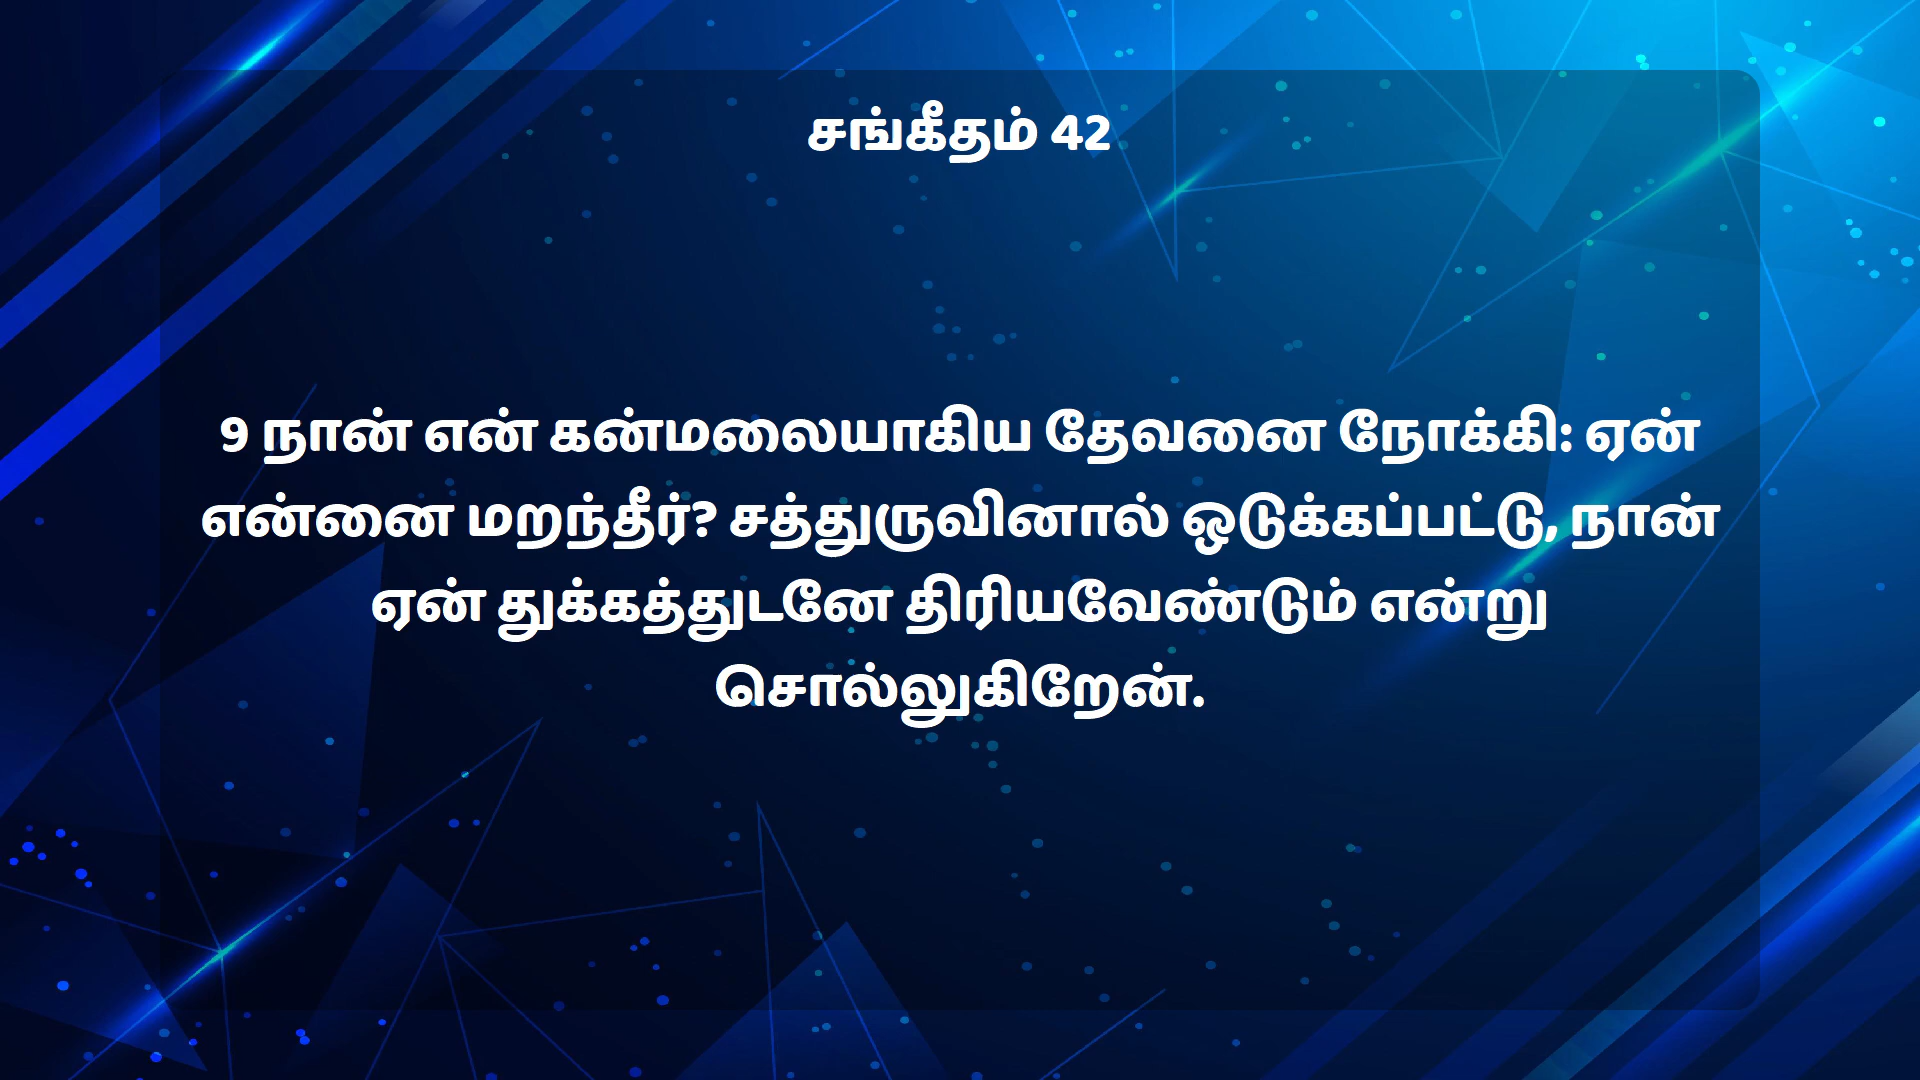 சங்கீதம் 42
9 நான் என் கன்மலையாகிய தேவனை நோக்கி: ஏன்
என்னை மறந்தீர்? சத்துருவினால் ஒடுக்கப்பட்டு, நான்
ஏன் துக்கத்துடனே திரியவேண்டும் என்று
சொல்லுகிறேன்.